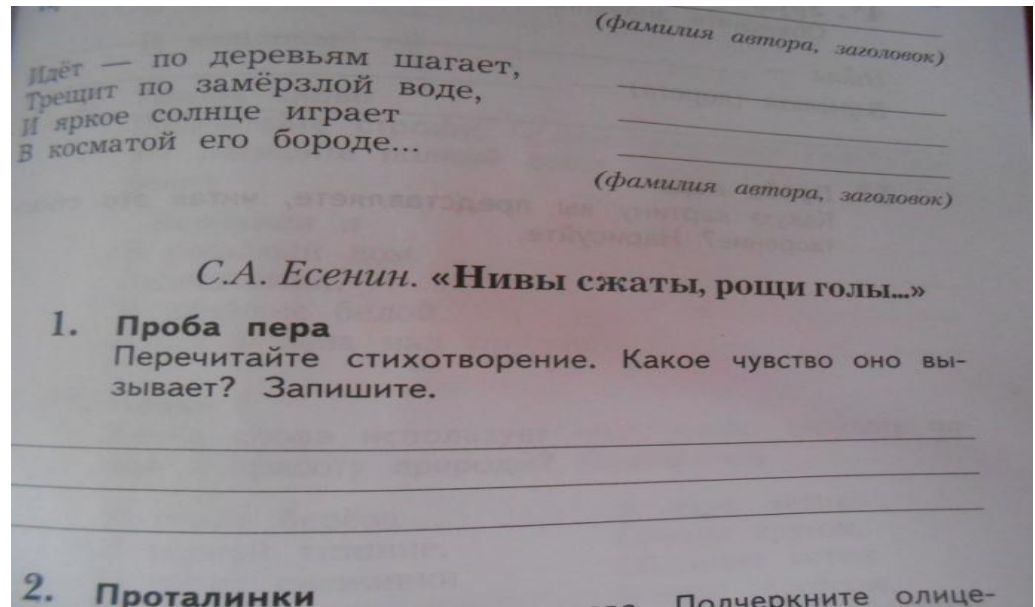 (фамилия автора, заголовок)
Идёт — по деревьям шагает,
Трещит по замёрзлой воде,
И яркое солнце играет
В косматой его бороде...
(фамилия автора, заголовок)
С.А. Есенин. «Нивы сжаты, рощи голы...»
1. Проба пера
Перечитайте стихотворение. Какое чувство оно вы-
зывает? Запишите.
2. Проталинки
Подчеркните олице-